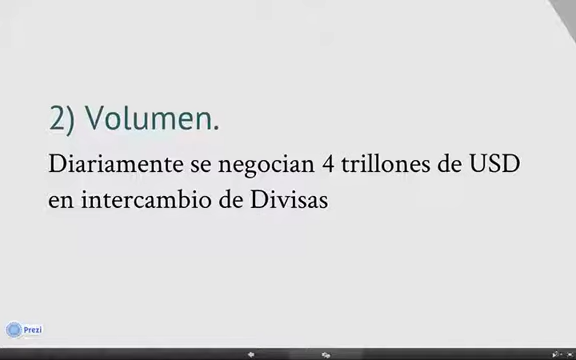 2) Volumen.
Diariamente se negocian 4 trillones de USD
en intercambio de Divisas
Prezi